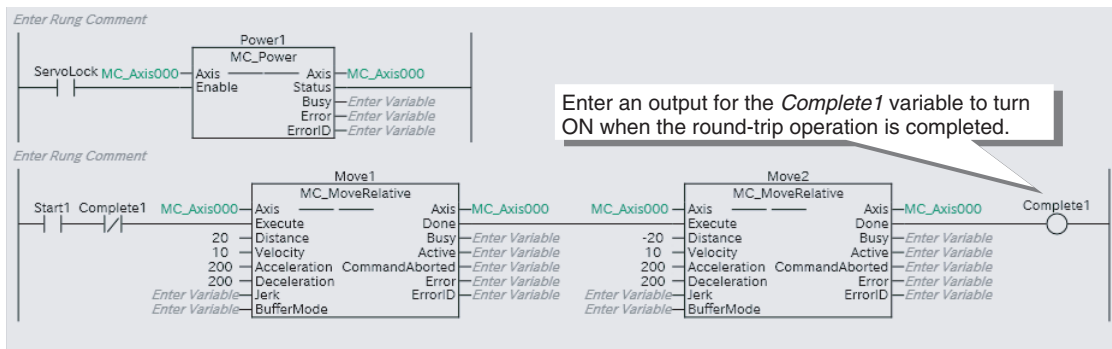 Enter Rung Comment
Power1
MC_Power
ServoLock MC_Axis000 Axis Axis MC_Axis000
Enable Status
Busy Enter Variable
Error Enter Variable
ErrorID Enter Variable
Enter an output for the Complete1 variable to turn
ON when the round-trip operation is completed.
Enter Rung Comment
Move1 Move2
MC_MoveRelative MC_MoveRelative
Start1 Complete1 MC_Axis000 Axis Axis MC_Axis000 MC_Axis000 Axis Axis MC_Axis000 Complete1
Execute Done Execute Done
20 Distance Busy Enter Variable -20 Distance Busy Enter Variable
10 Velocity Active Enter Variable 10 Velocity Active Enter Variable
200 Acceleration CommandAborted Enter Variable 200 Acceleration CommandAborted Enter Variable
200 Deceleration Error Enter Variable 200 Deceleration Error Enter Variable
Enter Variable Jerk ErrorID Enter Variable Enter Variable Jerk ErrorID Enter Variable
Enter Variable BufferMode Enter Variable BufferMode